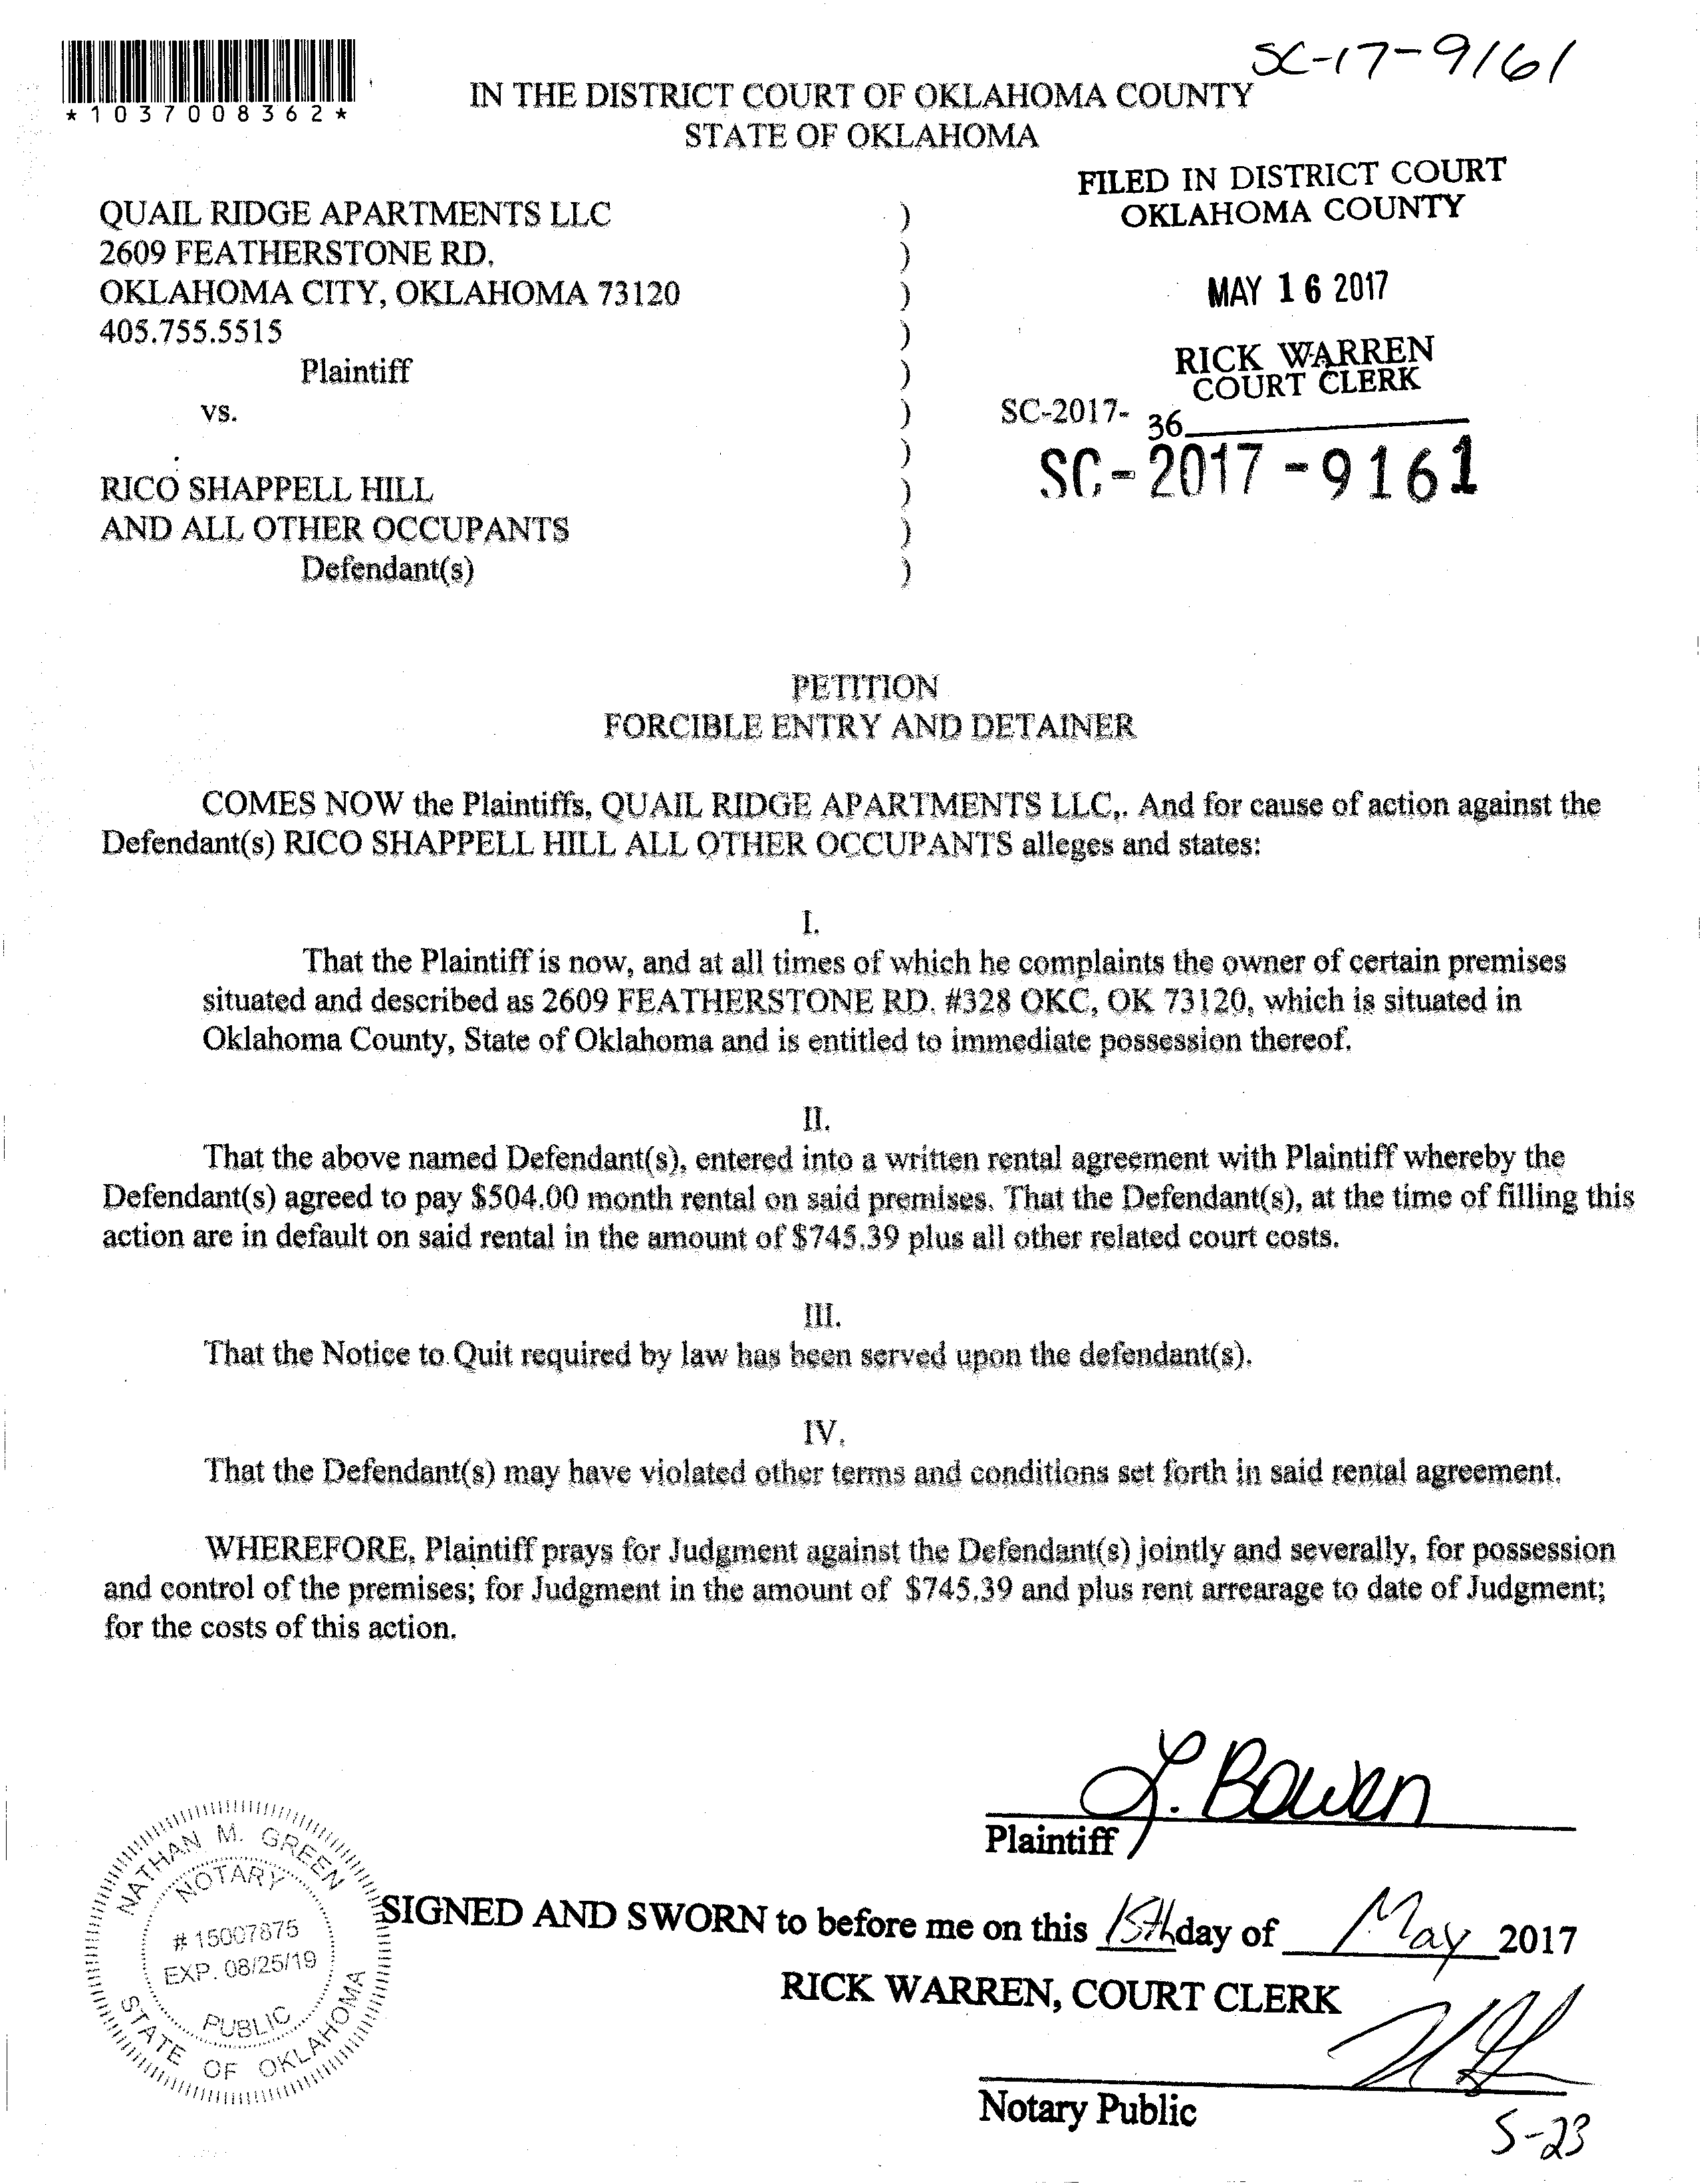 SC-17-9161
*1037008362*
IN THE DISTRICT COURT OF OKLAHOMA COUNTY
STATE OF OKLAHOMA
FILED IN DISTRICT COURT
OKLAHOMA COUNTY
MAY 16 2017
RICK WARREN
COURT CLERK
36
QUAIL RIDGE APARTMENTS LLC
2609 FEATHERSTONE RD.
OKLAHOMA CITY, OKLAHOMA 73120
405.755.5515
Plaintiff
vs.
SC-2017-
SC-2017-9161
RICO SHAPPELL HILL
AND ALL OTHER OCCUPANTS
Defendant(s)
)
)
)
)
)
)
)
)
)
)
PETITION
FORCIBLE ENTRY AND DETAINER
COMES NOW the Plaintiffs, QUAIL RIDGE APARTMENTS LLC,. And for cause of action against the
Defendant(s) RICO SHAPPELL HILL ALL OTHER OCCUPANTS alleges and states:
I.
That the Plaintiff is now, and at all times of which he complaints the owner of certain premises
situated and described as 2609 FEATHERSTONE RD. #328 OKC, OK 73120, which is situated in
Oklahoma County, State of Oklahoma and is entitled to immediate possession thereof.
II.
That the above named Defendant(s), entered into a written rental agreement with Plaintiff whereby the
Defendant(s) agreed to pay $504.00 month rental on said premises. That the Defendant(s), at the time of filling this
action are in default on said rental in the amount of $745.39 plus all other related court costs.
III.
That the Notice to Quit required by law has been served upon the defendant(s).
IV.
That the Defendant(s) may have violated other terms and conditions set forth in said rental agreement.
WHEREFORE, Plaintiff prays for Judgment against the Defendant(s) jointly and severally, for possession
and control of the premises; for Judgment in the amount of $745.39 and plus rent arrearage to date of Judgment;
for the costs of this action.
L. Bowen
Plaintiff
NATHAN M. GREEN
NOTARY
# 15007875
EXP. 08/25/19
PUBLIC
STATE OF OKLAHOMA
SIGNED AND SWORN to before me on this 15th day of May 2017
RICK WARREN, COURT CLERK
Notary Public
5-23